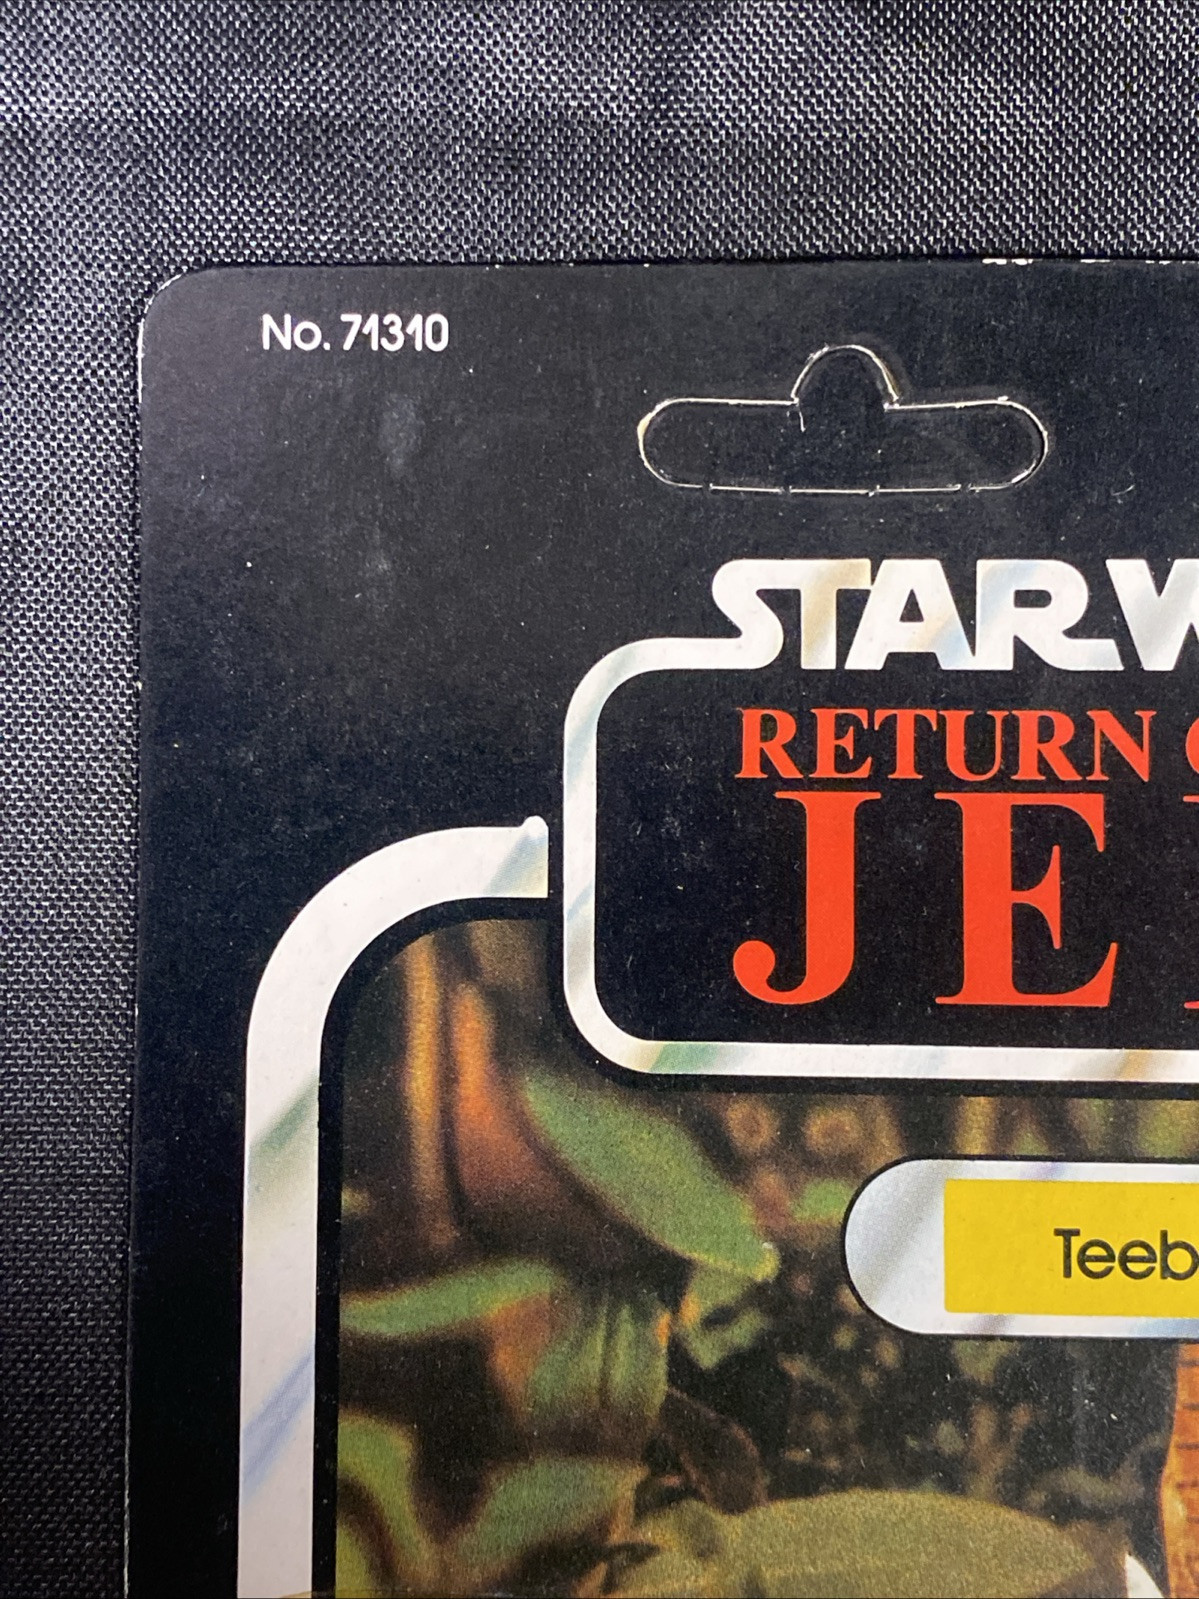 No. 71310
STAR W
RETURN
JE
Teeb